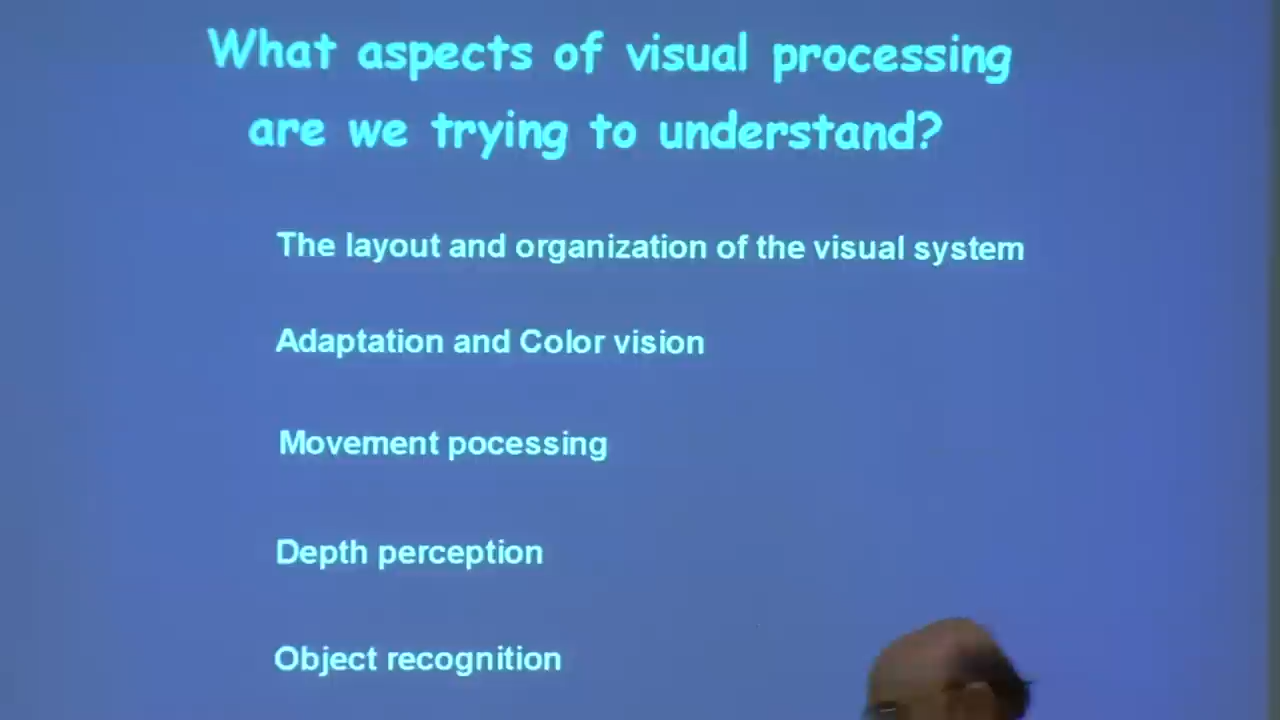 What aspects of visual processing
are we trying to understand?
The layout and organization of the visual system
Adaptation and Color vision
Movement pocessing
Depth perception
Object recognition